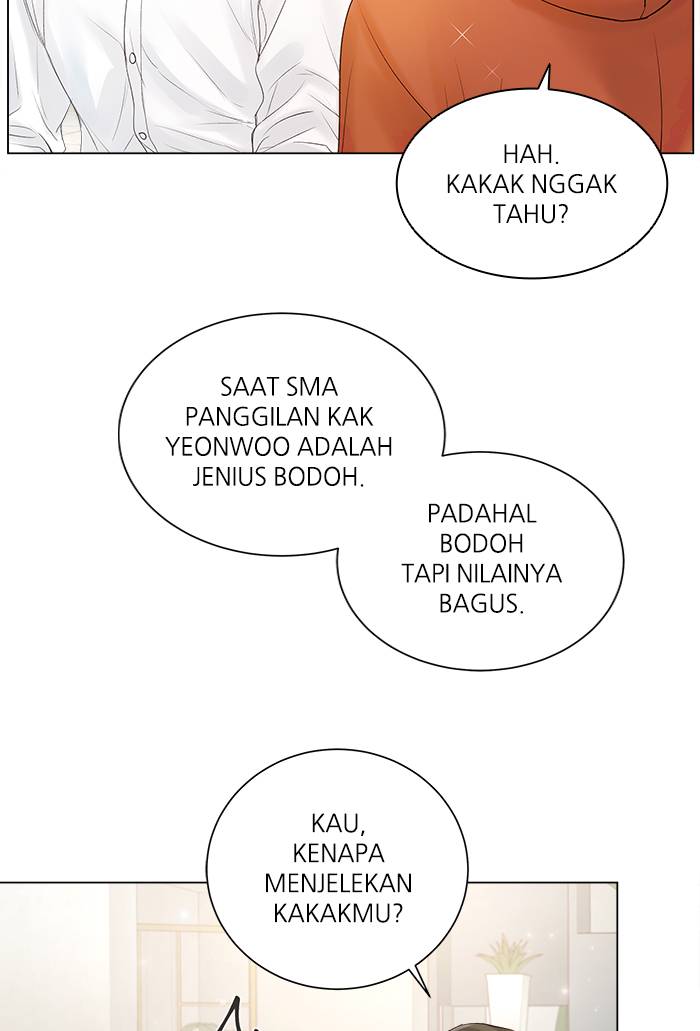 HAH.
KAKAK NGGAK
TAHU?
SAAT SMA
PANGGILAN KAK
YEONWOO ADALAH
JENIUS BODOH.
PADAHAL
BODOH
TAPI NILAINYA
BAGUS.
KAU,
KENAPA
MENJELEKAN
KAKAKMU?